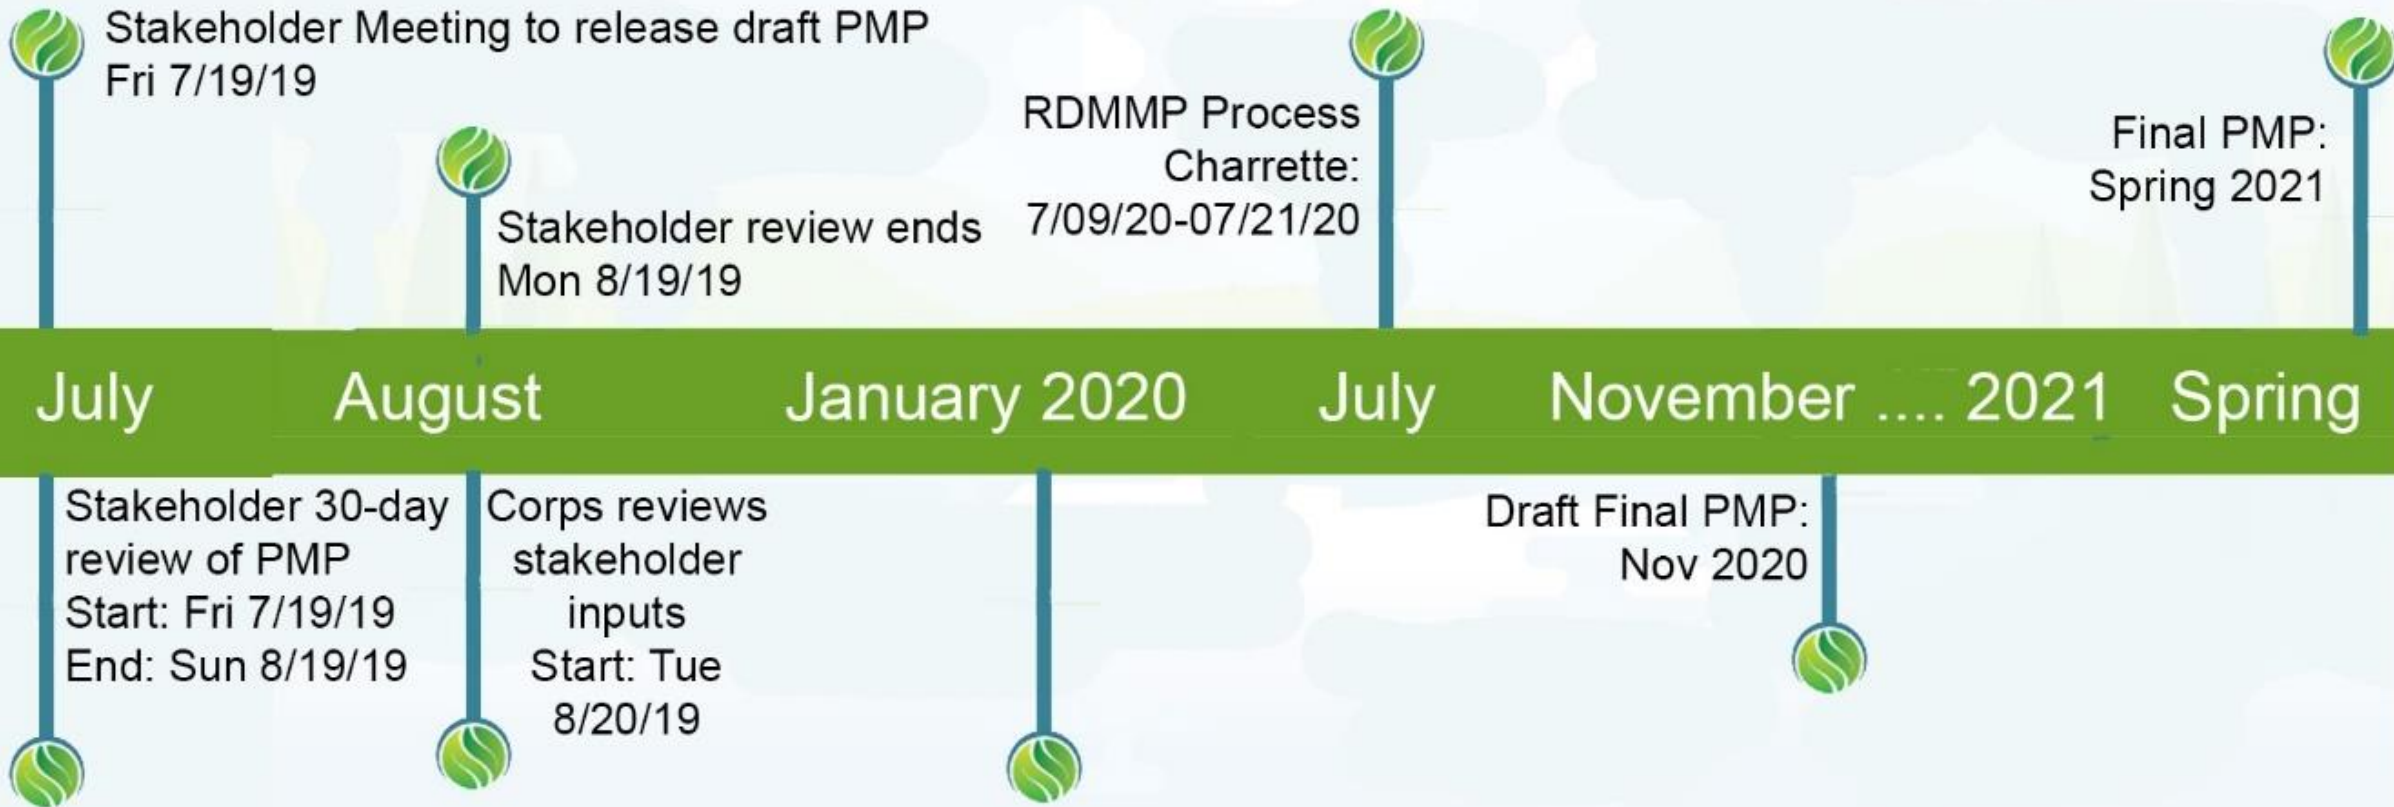 Stakeholder Meeting to release draft PMP
Fri 7/19/19
Stakeholder review ends
Mon 8/19/19
RDMMP Process
Charrette:
7/09/20-07/21/20
Final PMP:
Spring 2021
July August January 2020 July November .... 2021 Spring
Stakeholder 30-day
review of PMP
Start: Fri 7/19/19
End: Sun 8/19/19
Corps reviews
stakeholder
inputs
Start: Tue
8/20/19
Draft Final PMP:
Nov 2020